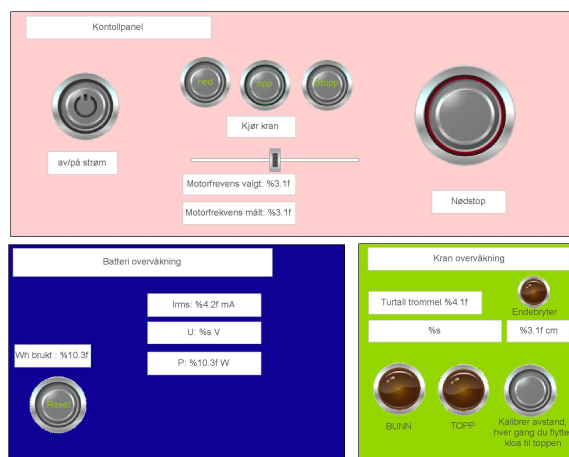 Kontollpanel
ned
opp
Stopp
Kjør kran
av/på strøm
Motorfrevens valgt: %3.1f
Motorfrekvens målt: %3.1f
Nødstop
Batteri overvåkning
Irms: %4.2f mA
U: %s V
P: %10.3f W
Wh brukt : %10.3f
Reset
Kran overvåkning
Turtall trommel %4.1f
Endebryter
%s
%3.1f cm
BUNN
TOPP
Kalibrer avstand,
hver gang du flytte
kloa til toppen